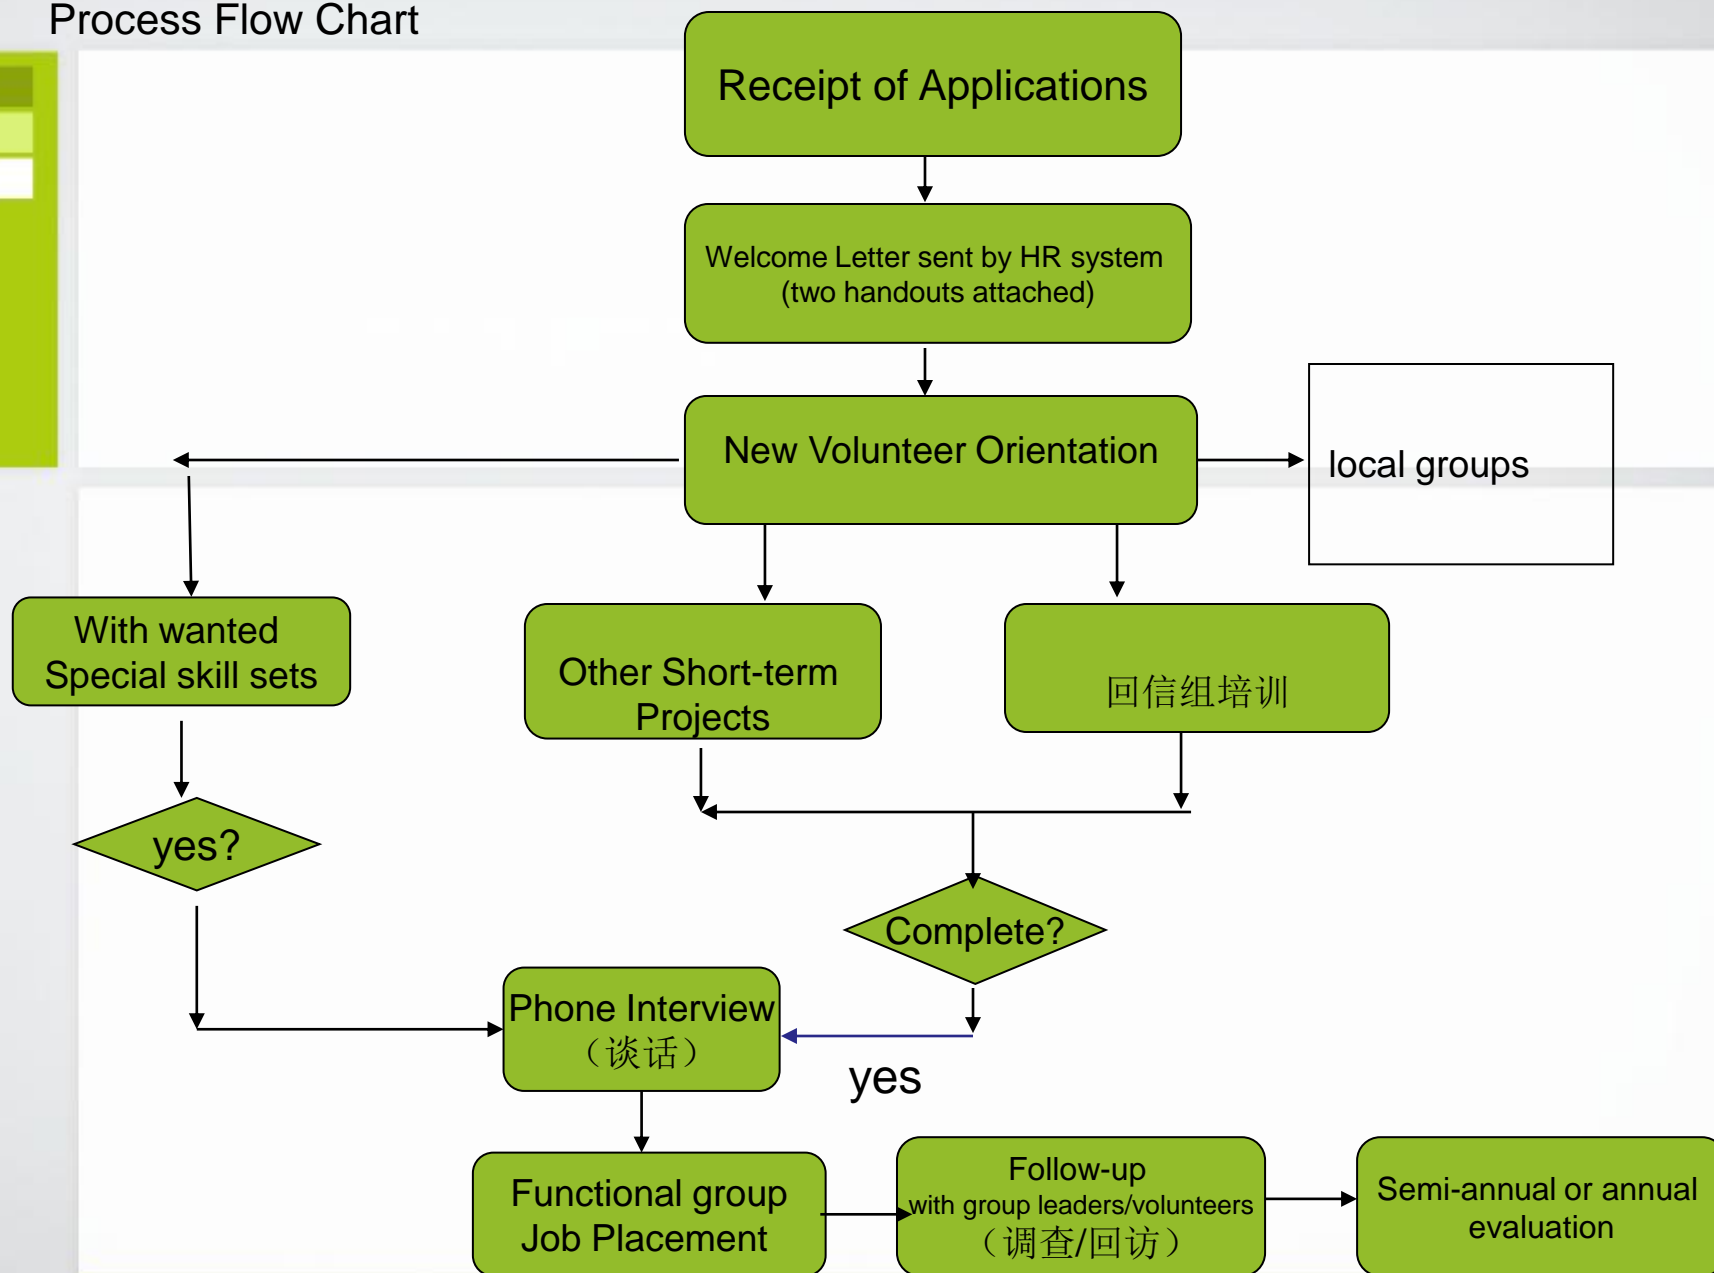 Process Flow Chart
Receipt of Applications
Welcome Letter sent by HR system
(two handouts attached)
New Volunteer Orientation
local groups
With wanted
Special skill sets
Other Short-term
Projects
回信组培训
yes?
Complete?
Phone Interview
（谈话）
yes
Functional group
Job Placement
Follow-up
with group leaders/volunteers
（调查/回访）
Semi-annual or annual
evaluation